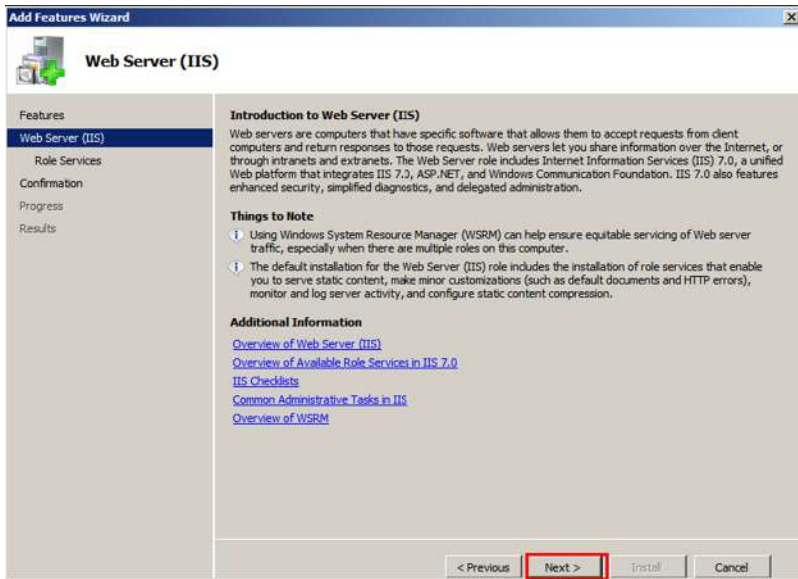 Add Features Wizard
Web Server (IIS)
Features
Web Server (IIS)
Role Services
Confirmation
Progress
Results
Introduction to Web Server (IIS)
Web servers are computers that have specific software that allows them to accept requests from client
computers and return responses to those requests. Web servers let you share information over the Internet, or
through intranets and extranets. The Web Server role includes Internet Information Services (IIS) 7.0, a unified
Web platform that integrates IIS 7.0, ASP.NET, and Windows Communication Foundation. IIS 7.0 also features
enhanced security, simplified diagnostics, and delegated administration.
Things to Note
Using Windows System Resource Manager (WSRM) can help ensure equitable servicing of Web server
traffic, especially when there are multiple roles on this computer.
The default installation for the Web Server (IIS) role includes the installation of role services that enable
you to serve static content, make minor customizations (such as default documents and HTTP errors),
monitor and log server activity, and configure static content compression.
Additional Information
Overview of Web Server (IIS)
Overview of Available Role Services in IIS 7.0
IIS Checklists
Common Administrative Tasks in IIS
Overview of WSRM
< Previous
Next >
Install
Cancel